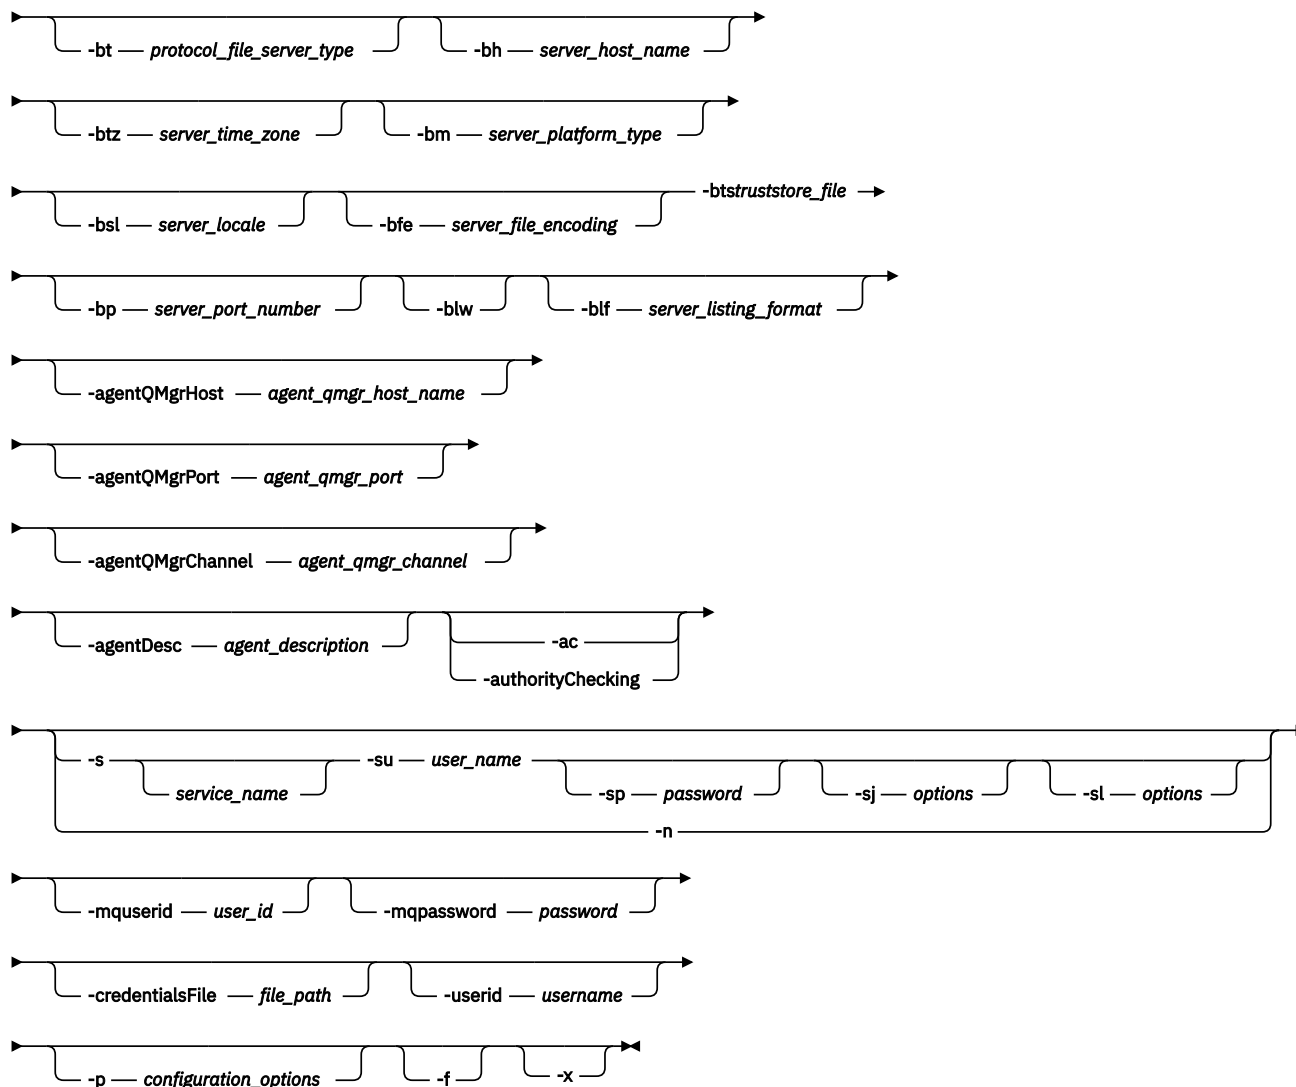 -bt protocol_file_server_type -bh server_host_name
-btz server_time_zone -bm server_platform_type
-btstruststore_file
-bsl server_locale -bfe server_file_encoding
-bp server_port_number -blw -blf server_listing_format
-agentQMgrHost agent_qmgr_host_name
-agentQMgrPort agent_qmgr_port
-agentQMgrChannel agent_qmgr_channel
-agentDesc agent_description -ac
-authorityChecking
-s -su user_name
service_name -sp password -sj options -sl options
-n
-mquserid user_id -mqpassword password
-credentialsFile file_path -userid username
-p configuration_options -f -x